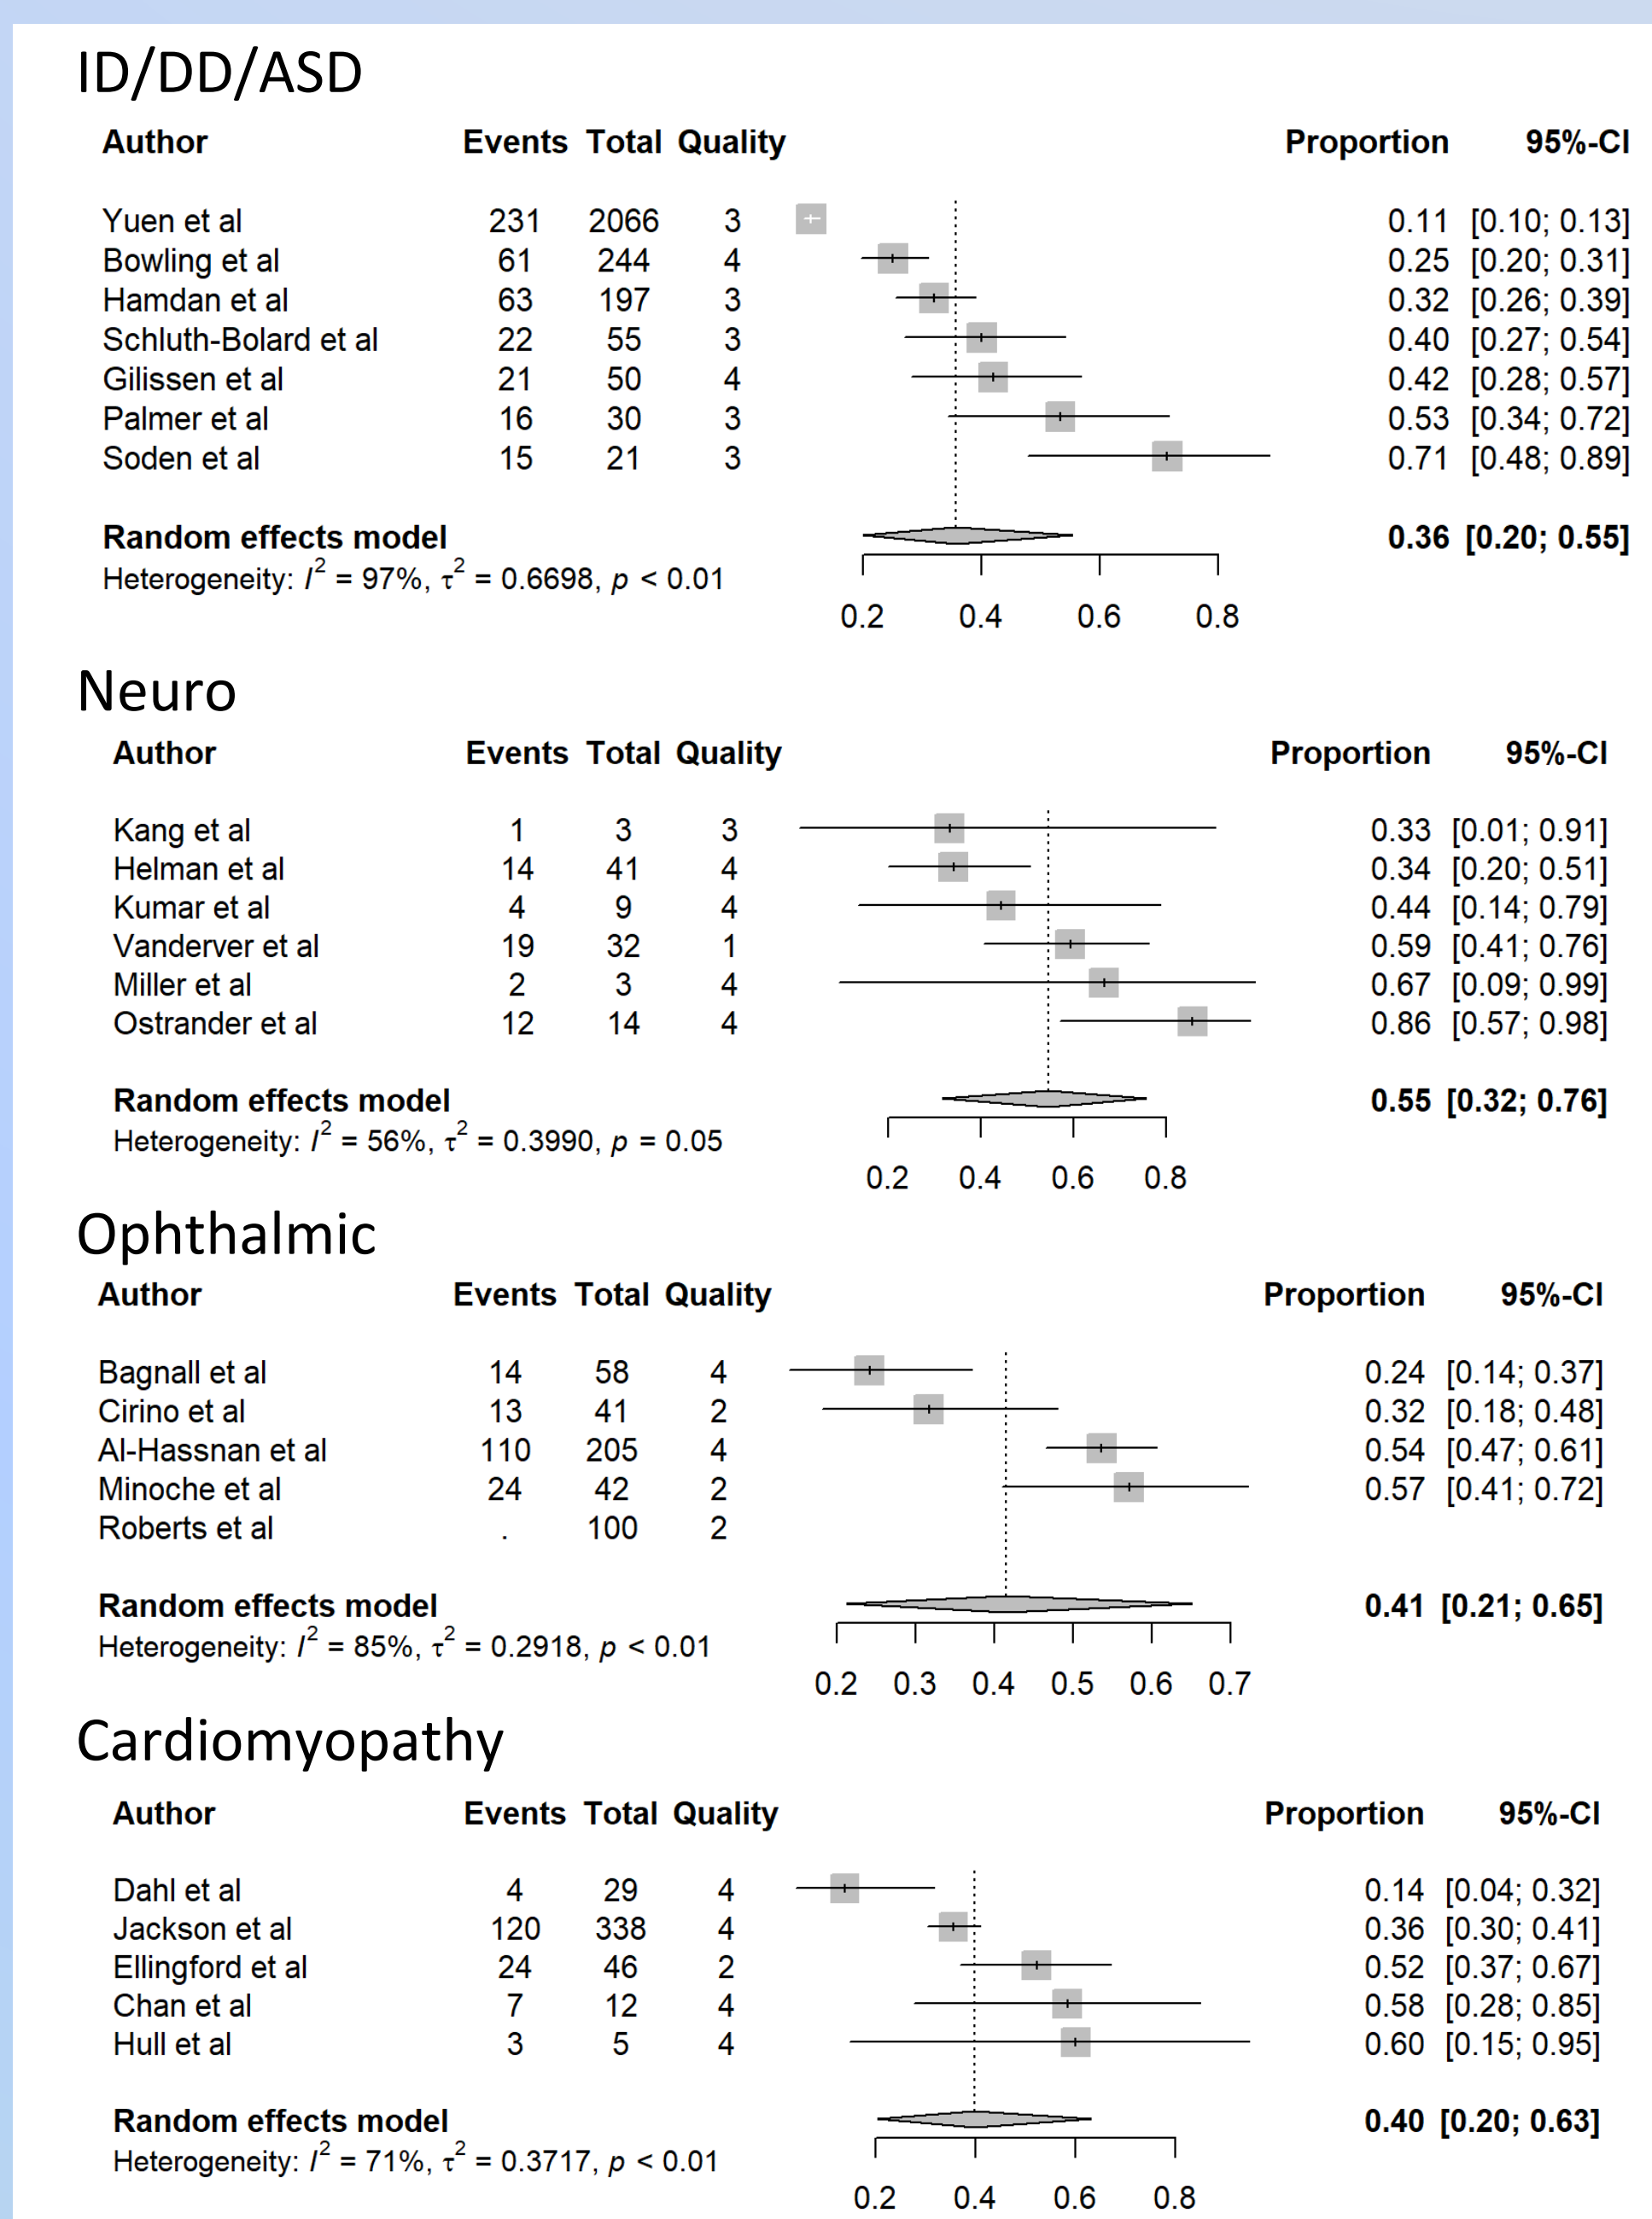 ID/DD/ASD
Author Events Total Quality Proportion 95%-CI
Yuen et al 231 2066 3 0.11 [0.10; 0.13]
Bowling et al 61 244 4 0.25 [0.20; 0.31]
Hamdan et al 63 197 3 0.32 [0.26; 0.39]
Schluth-Bolard et al 22 55 3 0.40 [0.27; 0.54]
Gilissen et al 21 50 4 0.42 [0.28; 0.57]
Palmer et al 16 30 3 0.53 [0.34; 0.72]
Soden et al 15 21 3 0.71 [0.48; 0.89]
Random effects model 0.36 [0.20; 0.55]
Heterogeneity: I² = 97%, τ² = 0.6698, p < 0.01
0.2 0.4 0.6 0.8
Neuro
Author Events Total Quality Proportion 95%-CI
Kang et al 1 3 3 0.33 [0.01; 0.91]
Helman et al 14 41 4 0.34 [0.20; 0.51]
Kumar et al 4 9 4 0.44 [0.14; 0.79]
Vanderver et al 19 32 1 0.59 [0.41; 0.76]
Miller et al 2 3 4 0.67 [0.09; 0.99]
Ostrander et al 12 14 4 0.86 [0.57; 0.98]
Random effects model 0.55 [0.32; 0.76]
Heterogeneity: I² = 56%, τ² = 0.3990, p = 0.05
0.2 0.4 0.6 0.8
Ophthalmic
Author Events Total Quality Proportion 95%-CI
Bagnall et al 14 58 4 0.24 [0.14; 0.37]
Cirino et al 13 41 2 0.32 [0.18; 0.48]
Al-Hassnan et al 110 205 4 0.54 [0.47; 0.61]
Minoche et al 24 42 2 0.57 [0.41; 0.72]
Roberts et al . 100 2
Random effects model 0.41 [0.21; 0.65]
Heterogeneity: I² = 85%, τ² = 0.2918, p < 0.01
0.2 0.3 0.4 0.5 0.6 0.7
Cardiomyopathy
Author Events Total Quality Proportion 95%-CI
Dahl et al 4 29 4 0.14 [0.04; 0.32]
Jackson et al 120 338 4 0.36 [0.30; 0.41]
Ellingford et al 24 46 2 0.52 [0.37; 0.67]
Chan et al 7 12 4 0.58 [0.28; 0.85]
Hull et al 3 5 4 0.60 [0.15; 0.95]
Random effects model 0.40 [0.20; 0.63]
Heterogeneity: I² = 71%, τ² = 0.3717, p < 0.01
0.2 0.4 0.6 0.8